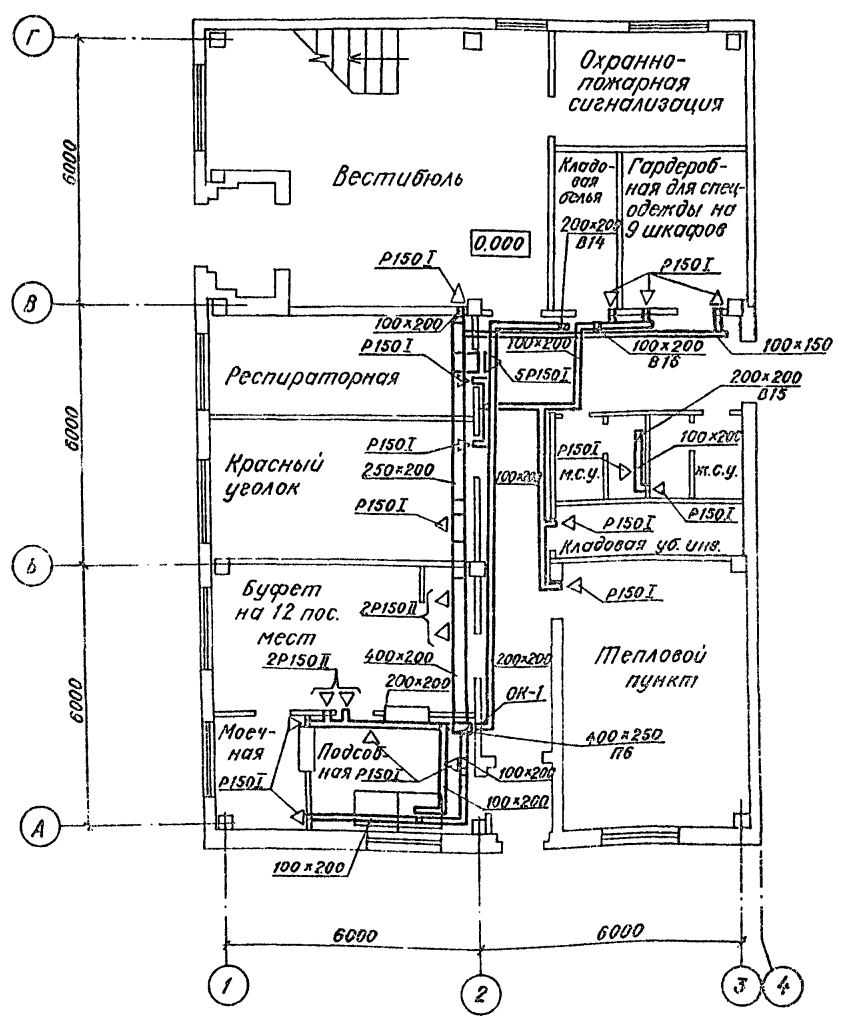 Г
Охранно-
пожарная
сигнализация
6000
Вестибюль
Кладо-
вая
белья
Гардероб-
ная для спец-
одежды на
9 шкафов
200×200
В14
0.000
Р150I
Р150I
В
100×200
Р150I
100×200
5Р150I
100×200
В16
100×150
Респираторная
200×200
В15
6000
Р150I
Р150I
100×200
Красный
уголок
250×200
100×200
м.с.у.
ж.с.у.
Р150I
Р150I
Р150I
Кладовая уб. инв.
б
Буфет
на 12 пос.
мест
2Р150II
Р150I
2Р150II
400×200
200×200
200×200
Тепловой
пункт
6000
ОК-1
Моеч-
ная
Подсоб-
ная
400×250
П6
Р150I
Р150I
100×200
100×200
А
100×200
6000
6000
1
2
3
4